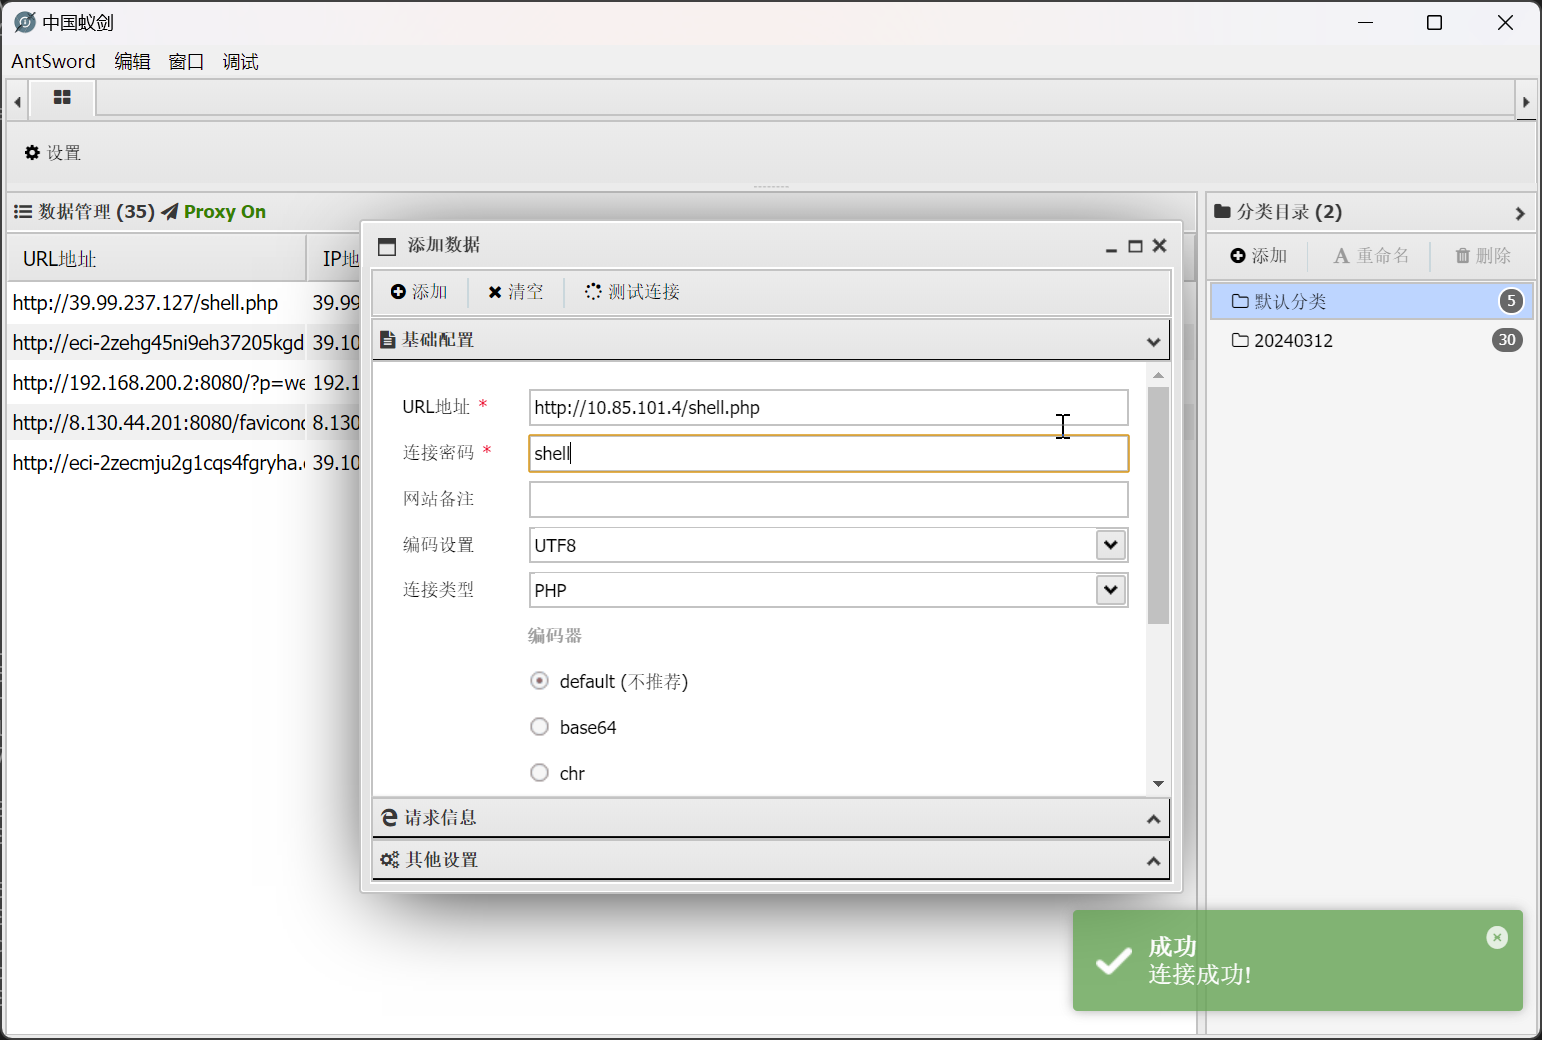 中国蚁剑
AntSword 编辑 窗口 调试
设置
数据管理 (35) Proxy On
URL地址 IP地
http://39.99.237.127/shell.php 39.99
http://eci-2zehg45ni9eh37205kgd 39.10
http://192.168.200.2:8080/?p=we 192.1
http://8.130.44.201:8080/favicond 8.130
http://eci-2zecmju2g1cqs4fgryha. 39.10
添加数据
添加 清空 测试连接
基础配置
URL地址 * http://10.85.101.4/shell.php
连接密码 * shell
网站备注
编码设置 UTF8
连接类型 PHP
编码器
default (不推荐)
base64
chr
请求信息
其他设置
分类目录 (2)
添加 重命名 删除
默认分类 5
20240312 30
成功
连接成功!